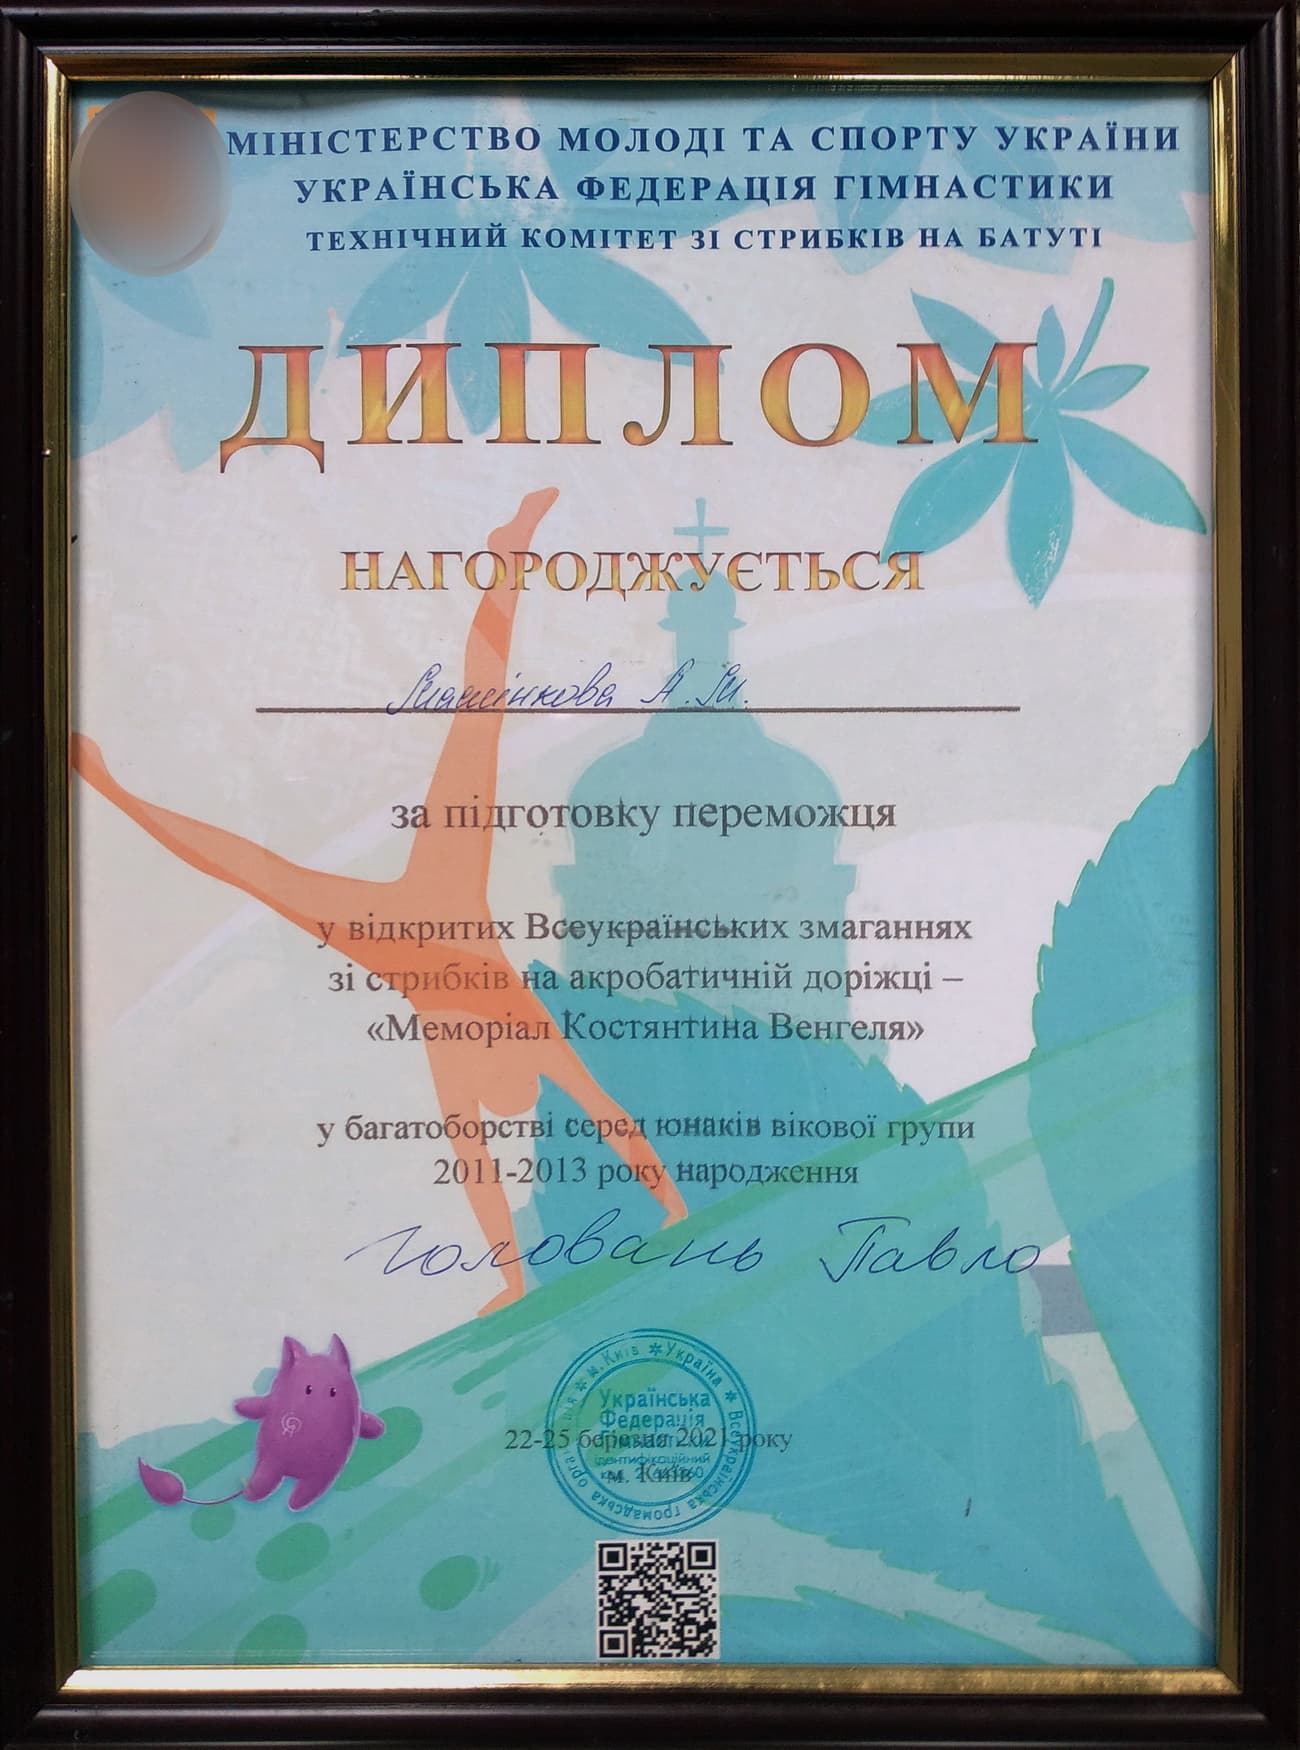 МІНІСТЕРСТВО МОЛОДІ ТА СПОРТУ УКРАЇНИ
УКРАЇНСЬКА ФЕДЕРАЦІЯ ГІМНАСТИКИ
ТЕХНІЧНИЙ КОМІТЕТ ЗІ СТРИБКІВ НА БАТУТІ
ДИПЛОМ
НАГОРОДЖУЄТЬСЯ
А. М.
за підготовку переможця
у відкритих Всеукраїнських змаганнях
зі стрибків на акробатичній доріжці –
«Меморіал Костянтина Венгеля»
у багатоборстві серед юнаків вікової групи
2011-2013 року народження
Головань Павло
м. Київ * Україна * Всеукраїнська громадська організація *
Українська
Федерація
Гімнастики
ідентифікаційний
22-25 березня 2021 року
м. Київ